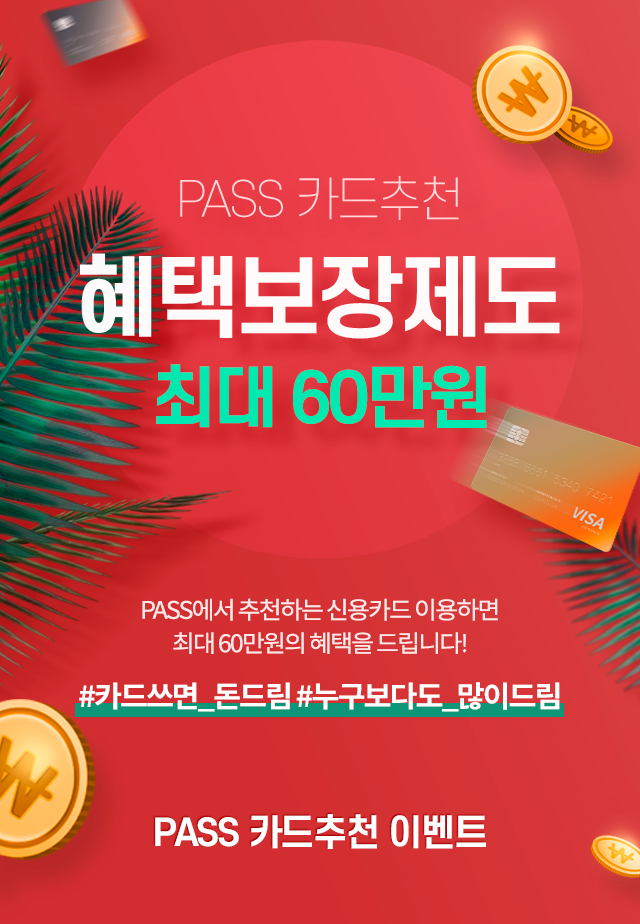 PASS 카드추천
혜택보장제도
최대 60만원
VISA
PASS에서 추천하는 신용카드 이용하면
최대 60만원의 혜택을 드립니다!
#카드쓰면_돈드림 #누구보다도_많이드림
PASS 카드추천 이벤트